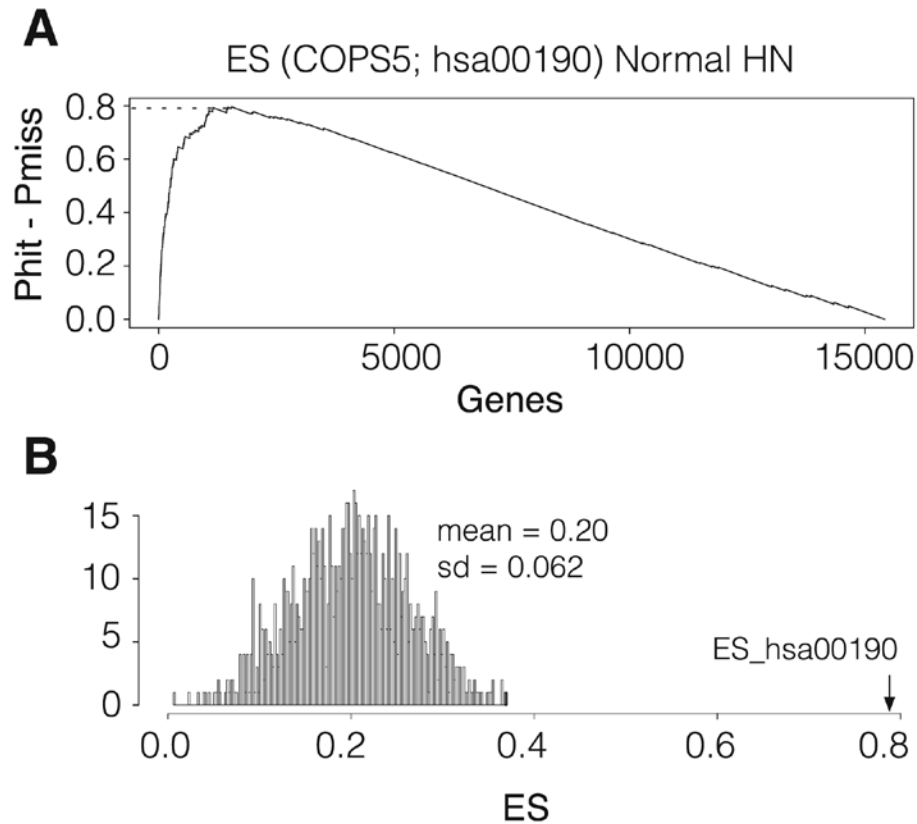 A
ES (COPS5; hsa00190) Normal HN
Phit - Pmiss
0.8
0.6
0.4
0.2
0.0
0 5000 10000 15000
Genes
B
15
10
5
0
mean = 0.20
sd = 0.062
ES_hsa00190
0.0 0.2 0.4 0.6 0.8
ES